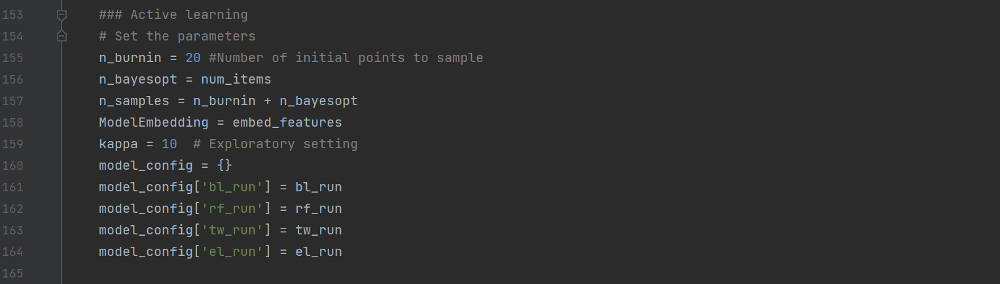 153 ### Active learning
154 # Set the parameters
155 n_burnin = 20 #Number of initial points to sample
156 n_bayesopt = num_items
157 n_samples = n_burnin + n_bayesopt
158 ModelEmbedding = embed_features
159 kappa = 10  # Exploratory setting
160 model_config = {}
161 model_config['bl_run'] = bl_run
162 model_config['rf_run'] = rf_run
163 model_config['tw_run'] = tw_run
164 model_config['el_run'] = el_run
165